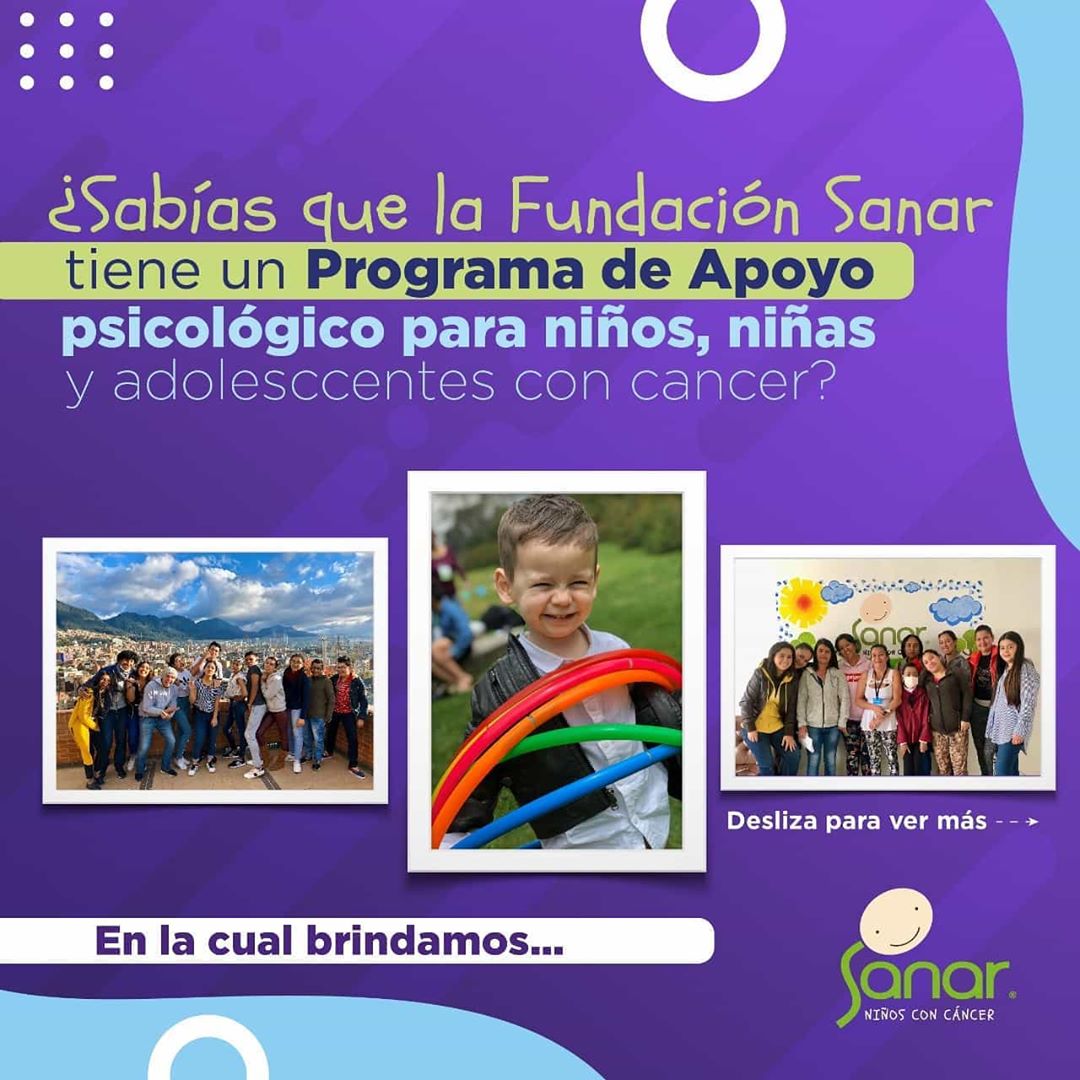 ¿Sabías que la Fundación Sanar
tiene un Programa de Apoyo
psicológico para niños, niñas
y adolesccentes con cancer?
Sanar
Desliza para ver más
En la cual brindamos...
Sanar®
NIÑOS CON CÁNCER